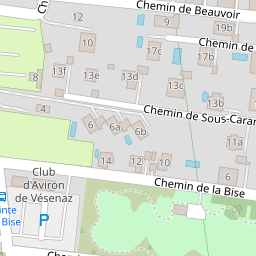 Chemin de Beauvoir
9
19b
10
17c
Chemin de
17b
13f
13e
13d
13c
8
4
13b
Chemin de Sous-Caran
6
6a
6b
11a
14
12
10
6
Chemin de la Bise
Club
d'Aviron
de Vésenaz
P
Bise